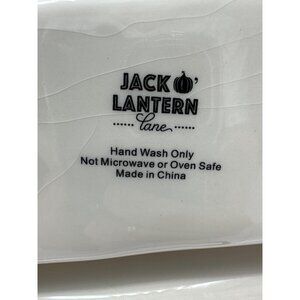 JACK O'
LANTERN
lane
Hand Wash Only
Not Microwave or Oven Safe
Made in China